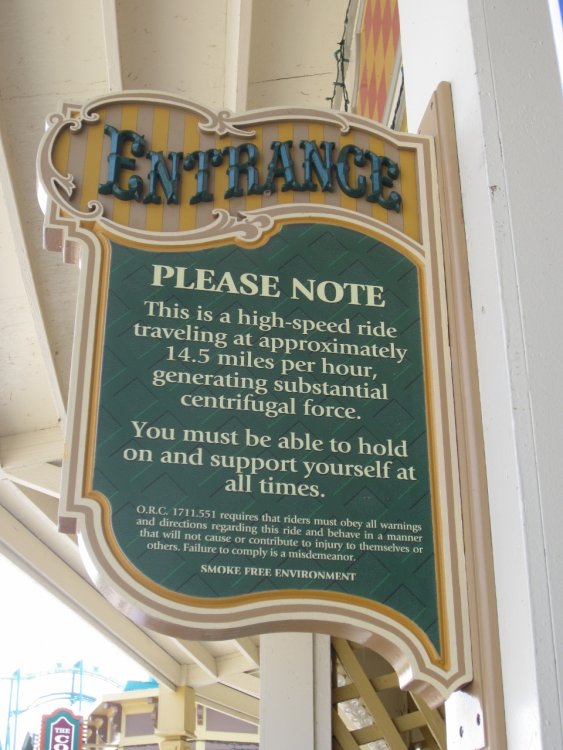 ENTRANCE
PLEASE NOTE
This is a high-speed ride
traveling at approximately
14.5 miles per hour,
generating substantial
centrifugal force.
You must be able to hold
on and support yourself at
all times.
O.R.C. 1711.551 requires that riders must obey all warnings
and directions regarding this ride and behave in a manner
that will not cause or contribute to injury to themselves or
others. Failure to comply is a misdemeanor.
SMOKE FREE ENVIRONMENT
THE